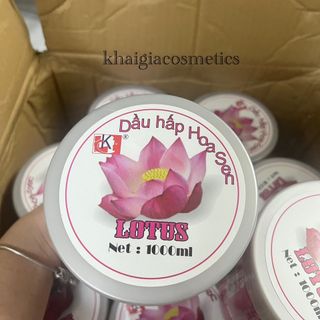 khaigiacosmetics
K
Dầu hấp Hoa Sen
LOTUS
Net : 1000ml